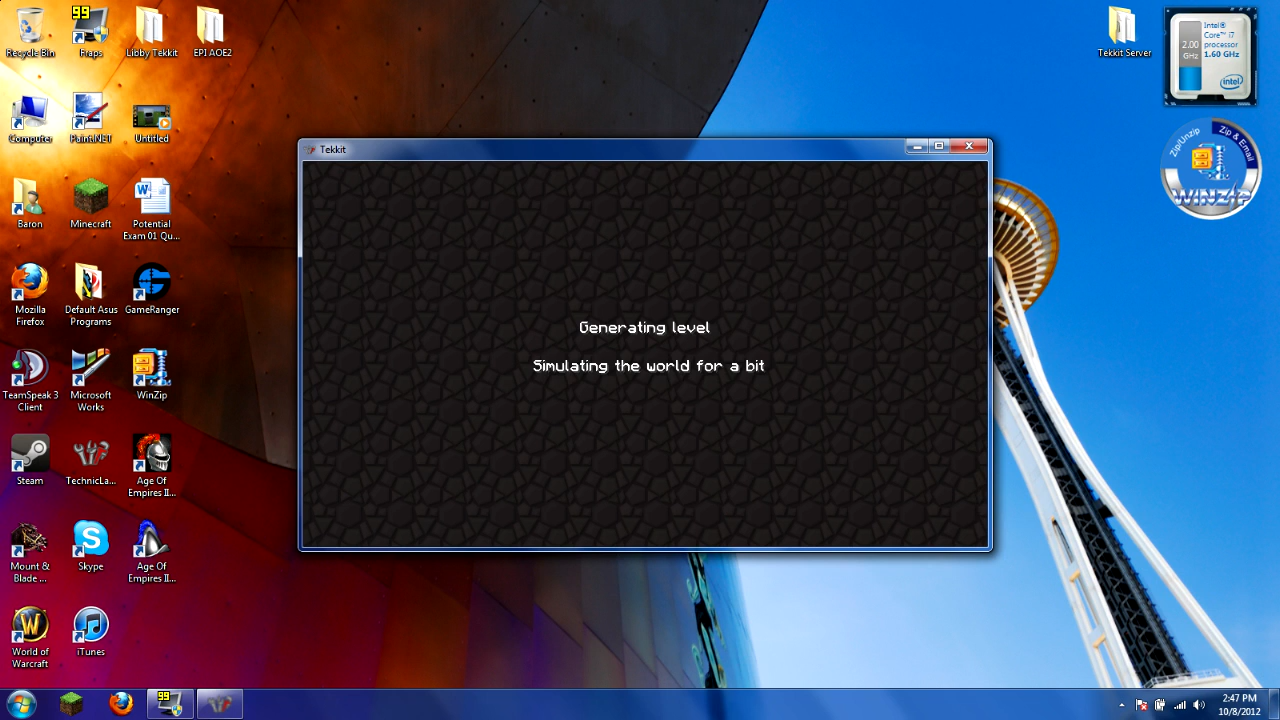 99
Recycle Bin
Fraps
Libby Tekkit
EPI AOE2
Computer
Paint.NET
Untitled
Baron
Minecraft
Potential
Exam 01 Qu...
Mozilla
Firefox
Default Asus
Programs
GameRanger
TeamSpeak 3
Client
Microsoft
Works
WinZip
Steam
TechnicLa...
Age Of
Empires II...
Mount &
Blade ...
Skype
Age Of
Empires II...
World of
Warcraft
iTunes
Tekkit
Generating level
Simulating the world for a bit
Tekkit Server
2.00
GHz
Intel®
Core™ i7
processor
1.60 GHz
intel
Zip/Unzip
Zip & Email
WINZIP
99
2:47 PM
10/8/2012